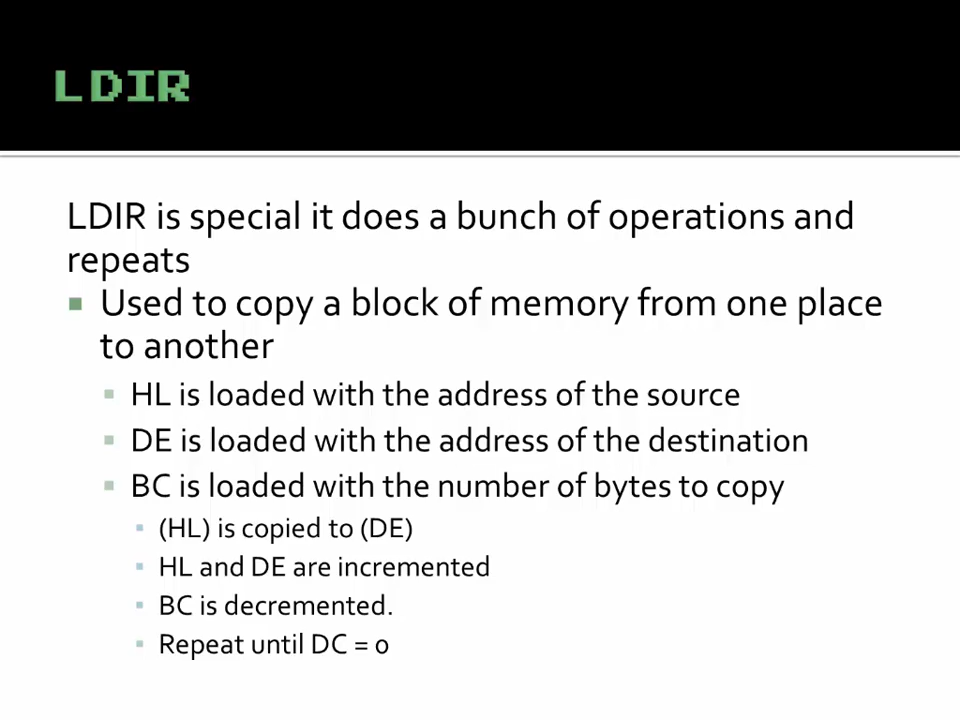 LDIR
LDIR is special it does a bunch of operations and
repeats
Used to copy a block of memory from one place
to another
HL is loaded with the address of the source
DE is loaded with the address of the destination
BC is loaded with the number of bytes to copy
(HL) is copied to (DE)
HL and DE are incremented
BC is decremented.
Repeat until DC = 0